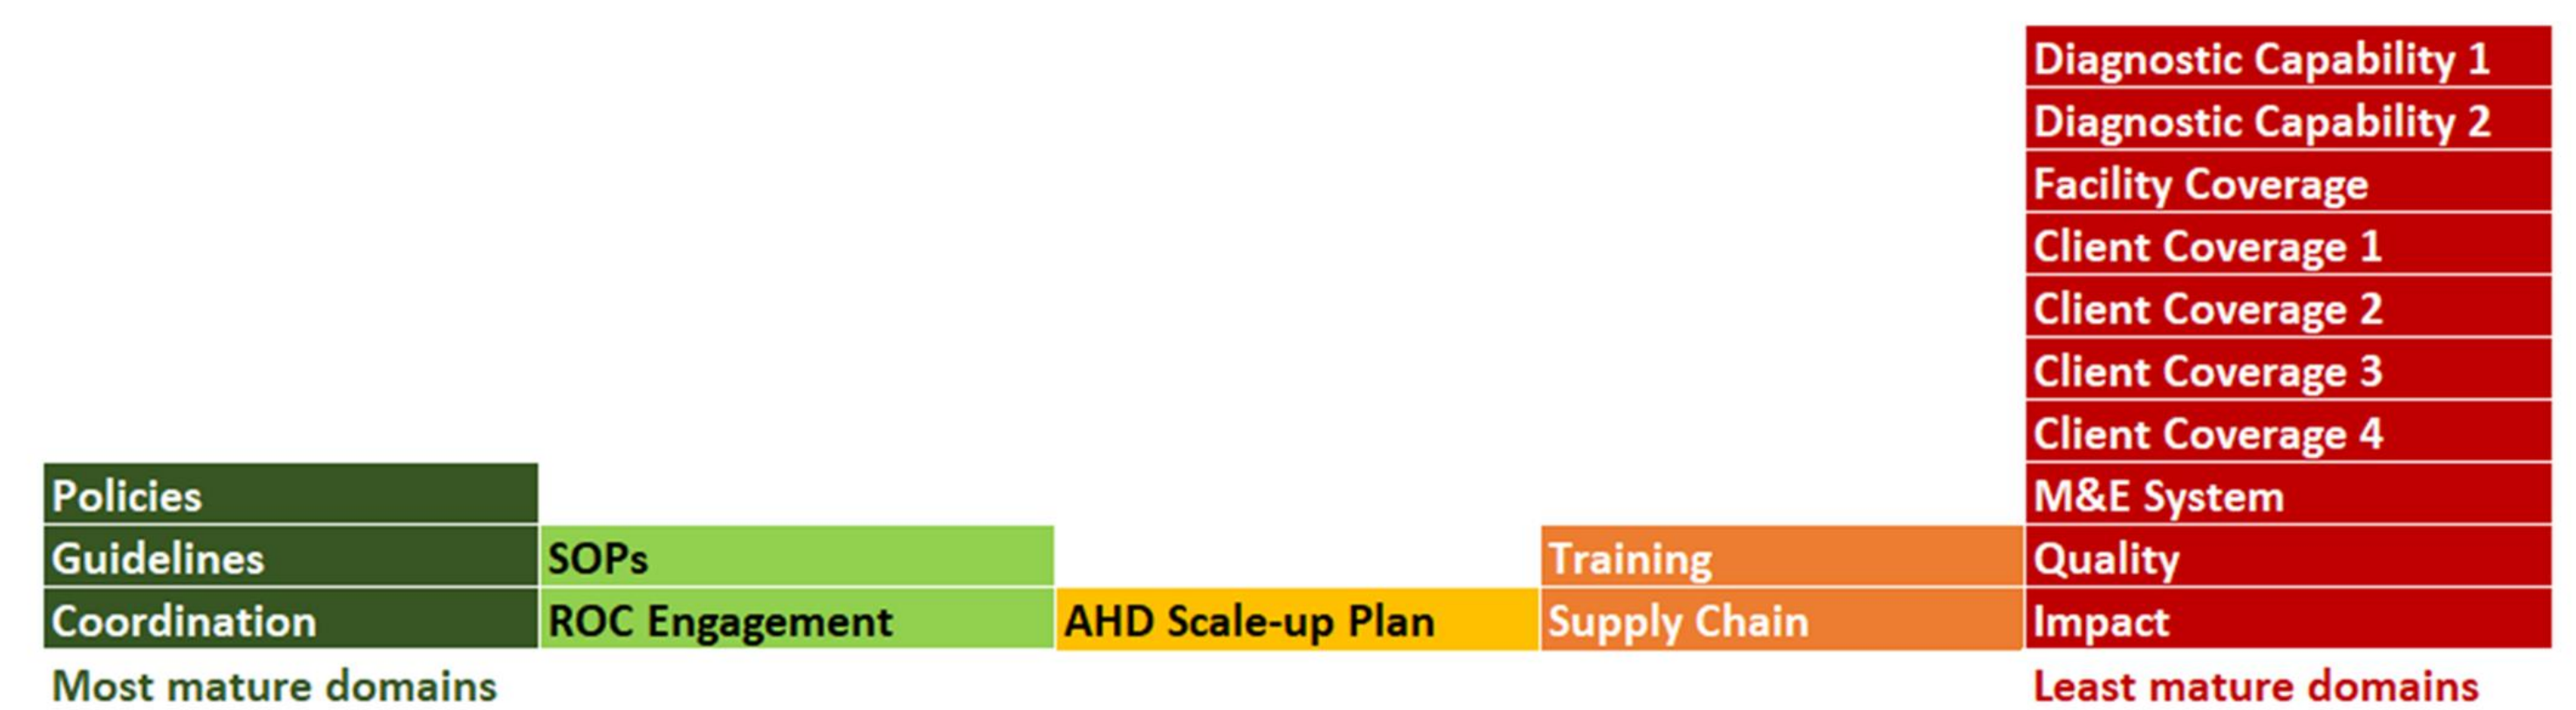 Diagnostic Capability 1
Diagnostic Capability 2
Facility Coverage
Client Coverage 1
Client Coverage 2
Client Coverage 3
Client Coverage 4
Policies
M&E System
Guidelines
SOPs
Training
Quality
Coordination
ROC Engagement
AHD Scale-up Plan
Supply Chain
Impact
Most mature domains
Least mature domains